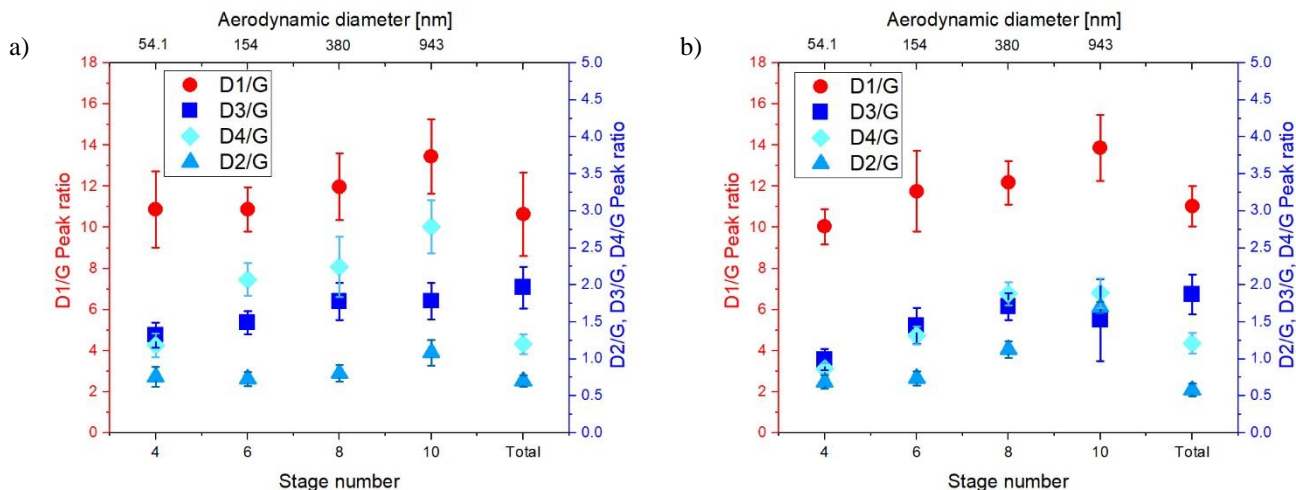 a)
Aerodynamic diameter [nm]
54.1 154 380 943
18
16
14
12
10
8
6
4
2
0
D1/G Peak ratio
D1/G
D3/G
D4/G
D2/G
5.0
4.5
4.0
3.5
3.0
2.5
2.0
1.5
1.0
0.5
0.0
D2/G, D3/G, D4/G Peak ratio
4 6 8 10 Total
Stage number
b)
Aerodynamic diameter [nm]
54.1 154 380 943
18
16
14
12
10
8
6
4
2
0
D1/G Peak ratio
D1/G
D3/G
D4/G
D2/G
5.0
4.5
4.0
3.5
3.0
2.5
2.0
1.5
1.0
0.5
0.0
D2/G, D3/G, D4/G Peak ratio
4 6 8 10 Total
Stage number